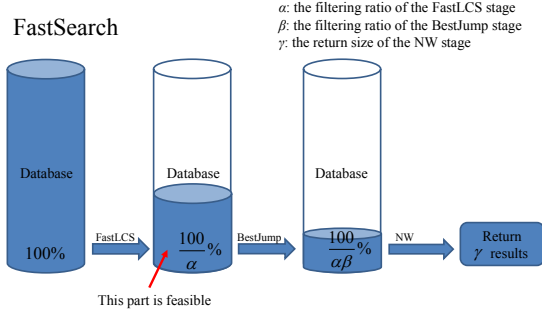 FastSearch
α: the filtering ratio of the FastLCS stage
β: the filtering ratio of the BestJump stage
γ: the return size of the NW stage
Database
100%
FastLCS
Database
100/α %
BestJump
Database
100/αβ %
NW
Return
γ results
This part is feasible